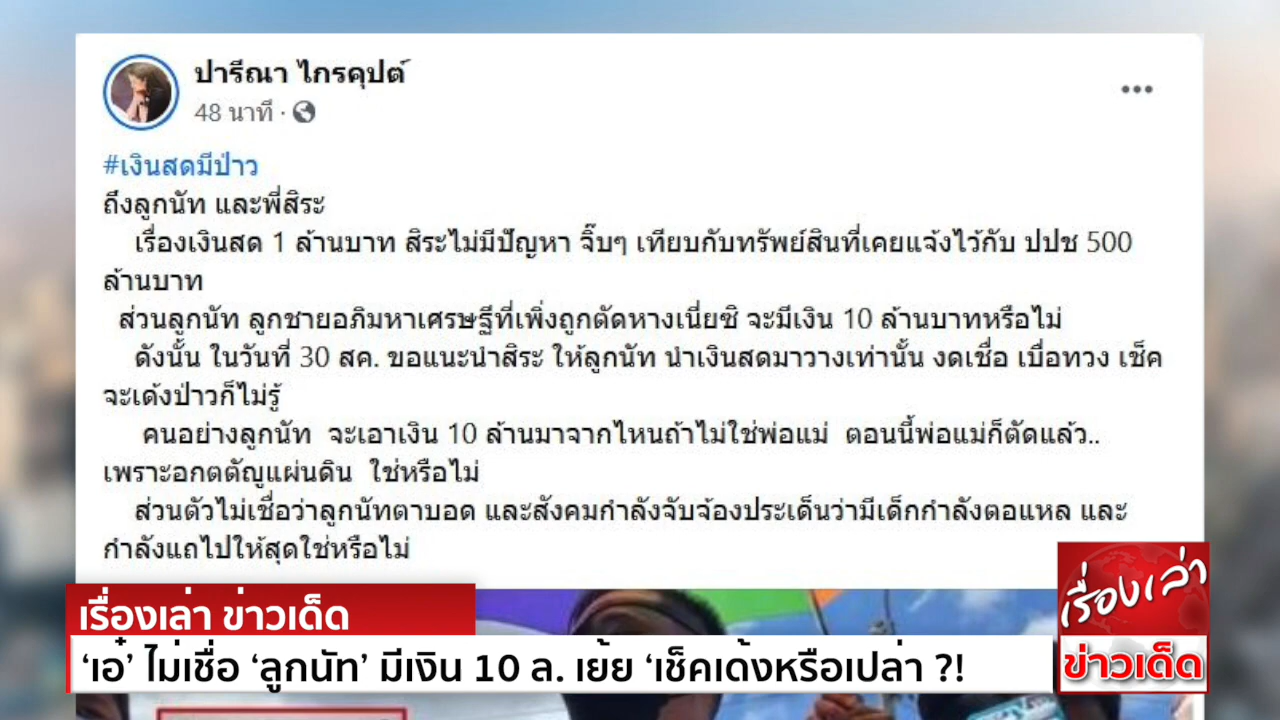 ปารีณา ไกรคุปต์
48 นาที ·
#เงินสดมีป่าว
ถึงลูกนัท และพี่สิระ
เรื่องเงินสด 1 ล้านบาท สิระไม่มีปัญหา จิ๊บๆ เทียบกับทรัพย์สินที่เคยแจ้งไว้กับ ปปช 500
ล้านบาท
ส่วนลูกนัท ลูกชายอภิมหาเศรษฐีที่เพิ่งถูกตัดหางเนี่ยซิ จะมีเงิน 10 ล้านบาทหรือไม่
ดังนั้น ในวันที่ 30 สค. ขอแนะนำสิระ ให้ลูกนัท นำเงินสดมาวางเท่านั้น งดเชื่อ เบื่อทวง เช็ค
จะเด้งป่าวก็ไม่รู้
คนอย่างลูกนัท จะเอาเงิน 10 ล้านมาจากไหนถ้าไม่ใช่พ่อแม่ ตอนนี้พ่อแม่ก็ตัดแล้ว..
เพราะอกตตัญูแผ่นดิน ใช่หรือไม่
ส่วนตัวไม่เชื่อว่าลูกนัทตาบอด และสังคมกำลังจับจ้องประเด็นว่ามีเด็กกำลังตอแหล และ
กำลังแถไปให้สุดใช่หรือไม่
เรื่องเล่า ข่าวเด็ด
'เอ๋' ไม่เชื่อ 'ลูกนัท' มีเงิน 10 ล. เย้ย 'เช็คเด้งหรือเปล่า ?!
เรื่องเล่า
ข่าวเด็ด